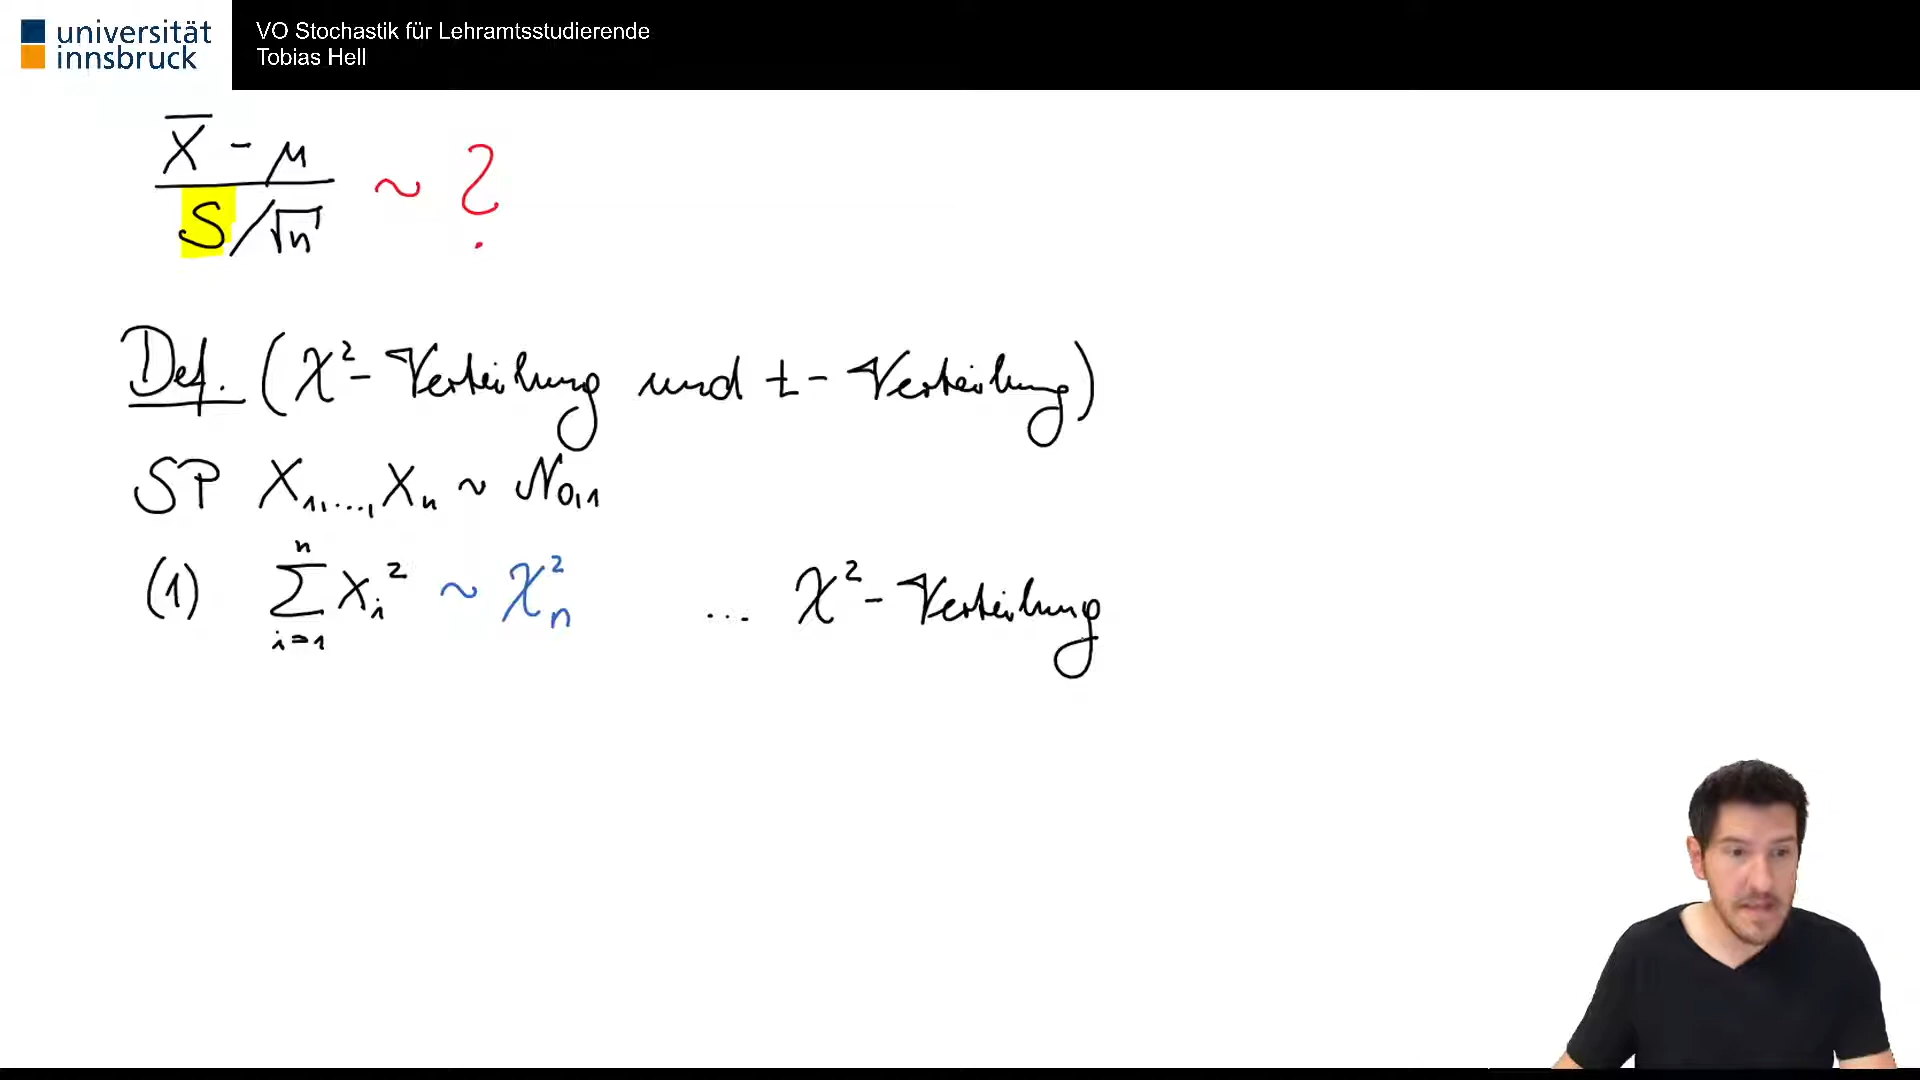 universität
innsbruck
VO Stochastik für Lehramtsstudierende
Tobias Hell
X̄ - μ / S/√n ~ ?
Def. (χ²- Verteilung und t - Verteilung)
SP X₁,...,Xₙ ~ N₀,₁
(1) ∑ᵢ₌₁ⁿ Xᵢ² ~ χ²ₙ ... χ² - Verteilung